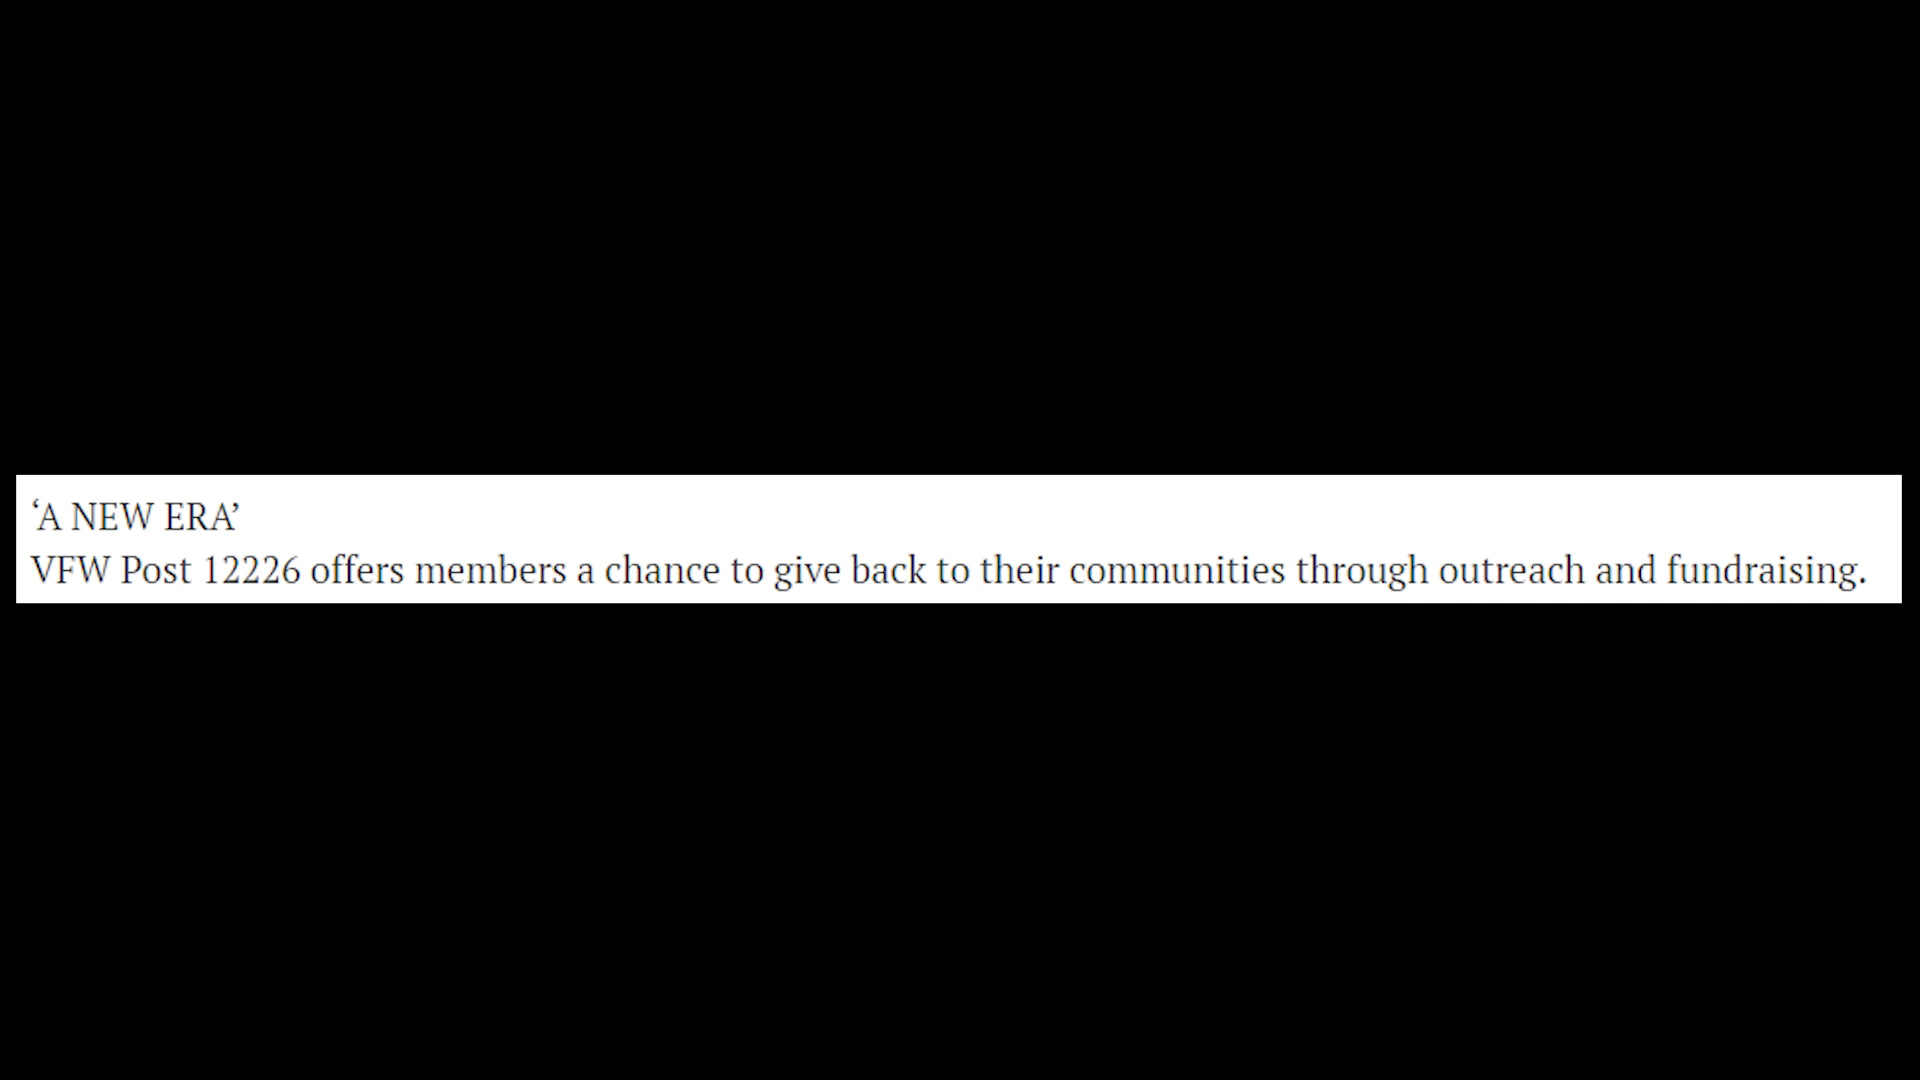 ‘A NEW ERA’
VFW Post 12226 offers members a chance to give back to their communities through outreach and fundraising.